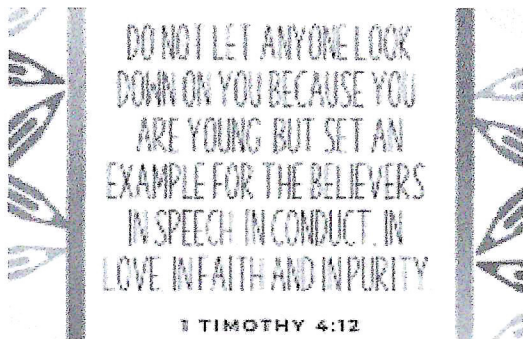 DO NOT LET ANYONE LOOK
DOWN ON YOU BECAUSE YOU
ARE YOUNG BUT SET AN
EXAMPLE FOR THE BELIEVERS
IN SPEECH IN CONDUCT, IN
LOVE IN FAITH AND IN PURITY
1 TIMOTHY 4:12